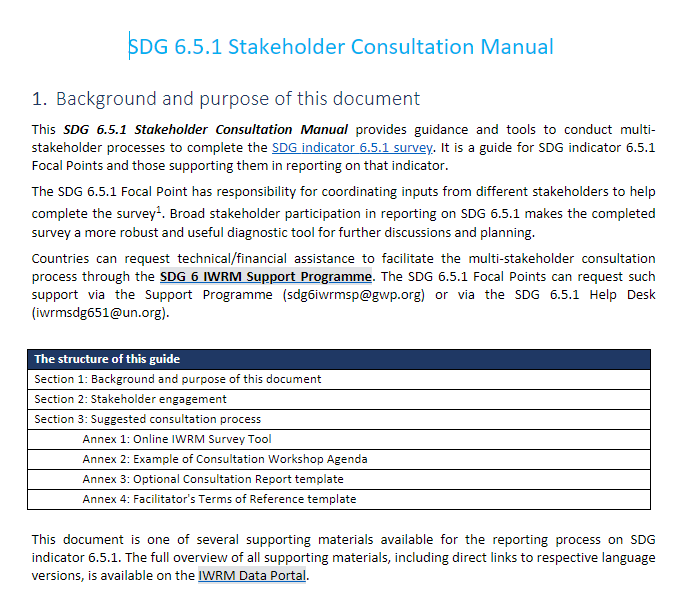 SDG 6.5.1 Stakeholder Consultation Manual
1. Background and purpose of this document
This SDG 6.5.1 Stakeholder Consultation Manual provides guidance and tools to conduct multi-
stakeholder processes to complete the SDG indicator 6.5.1 survey. It is a guide for SDG indicator 6.5.1
Focal Points and those supporting them in reporting on that indicator.
The SDG 6.5.1 Focal Point has responsibility for coordinating inputs from different stakeholders to help
complete the survey¹. Broad stakeholder participation in reporting on SDG 6.5.1 makes the completed
survey a more robust and useful diagnostic tool for further discussions and planning.
Countries can request technical/financial assistance to facilitate the multi-stakeholder consultation
process through the SDG 6 IWRM Support Programme. The SDG 6.5.1 Focal Points can request such
support via the Support Programme (sdg6iwrmsp@gwp.org) or via the SDG 6.5.1 Help Desk
(iwrmsdg651@un.org).
The structure of this guide
Section 1: Background and purpose of this document
Section 2: Stakeholder engagement
Section 3: Suggested consultation process
Annex 1: Online IWRM Survey Tool
Annex 2: Example of Consultation Workshop Agenda
Annex 3: Optional Consultation Report template
Annex 4: Facilitator's Terms of Reference template
This document is one of several supporting materials available for the reporting process on SDG
indicator 6.5.1. The full overview of all supporting materials, including direct links to respective language
versions, is available on the IWRM Data Portal.